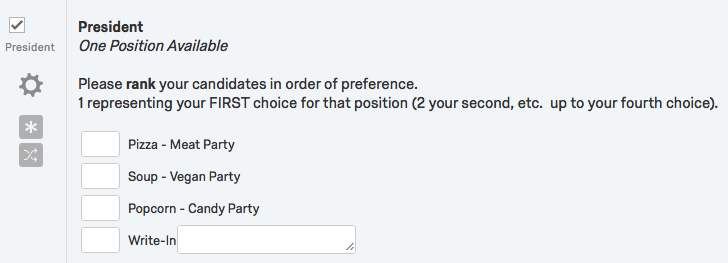 President
President
One Position Available
Please rank your candidates in order of preference.
1 representing your FIRST choice for that position (2 your second, etc.  up to your fourth choice).
Pizza - Meat Party
Soup - Vegan Party
Popcorn - Candy Party
Write-In